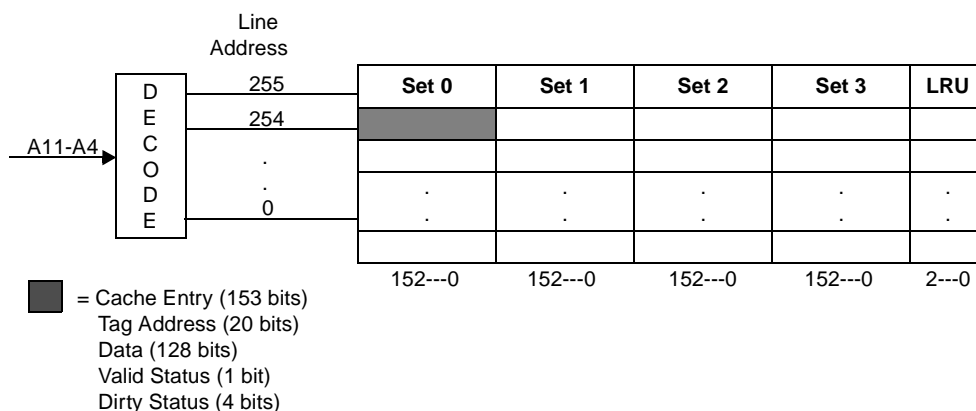 Line
Address
D
E
C
O
D
E
A11-A4
255
254
.
.
0
Set 0 Set 1 Set 2 Set 3 LRU
. . . . .
. . . . .
152---0 152---0 152---0 152---0 2---0
= Cache Entry (153 bits)
Tag Address (20 bits)
Data (128 bits)
Valid Status (1 bit)
Dirty Status (4 bits)